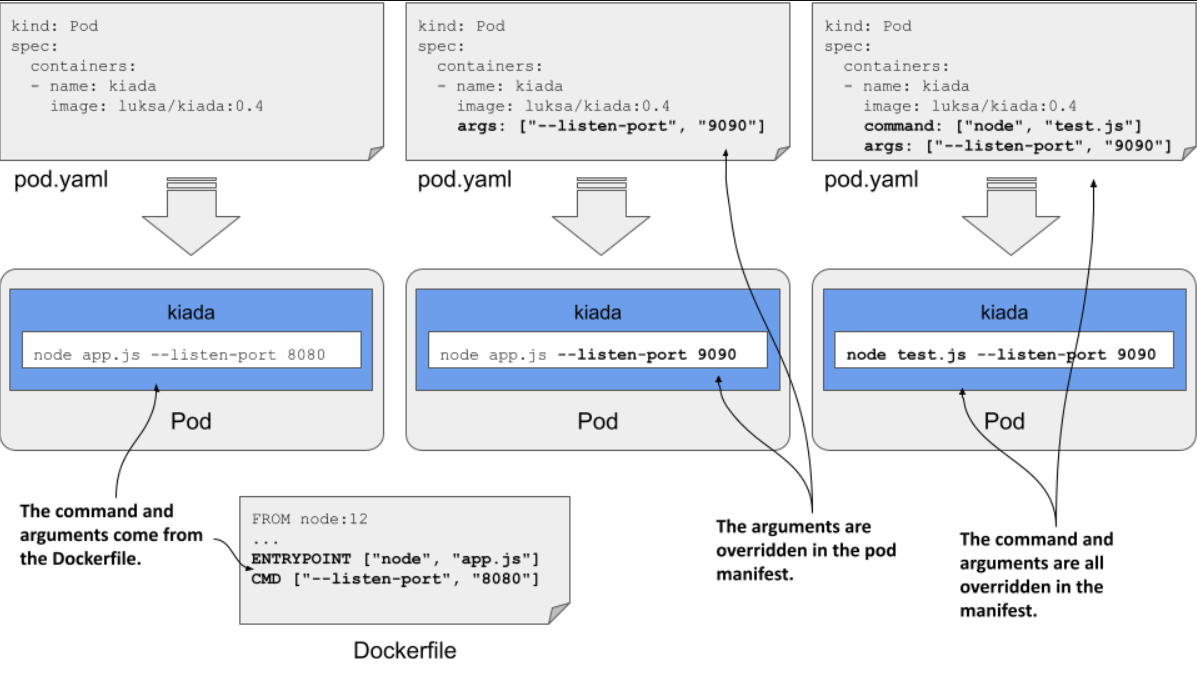 kind: Pod
spec:
  containers:
  - name: kiada
    image: luksa/kiada:0.4
pod.yaml
kind: Pod
spec:
  containers:
  - name: kiada
    image: luksa/kiada:0.4
    args: ["--listen-port", "9090"]
pod.yaml
kind: Pod
spec:
  containers:
  - name: kiada
    image: luksa/kiada:0.4
    command: ["node", "test.js"]
    args: ["--listen-port", "9090"]
pod.yaml
kiada
node app.js --listen-port 8080
Pod
kiada
node app.js --listen-port 9090
Pod
kiada
node test.js --listen-port 9090
Pod
The command and
arguments come from
the Dockerfile.
FROM node:12
...
ENTRYPOINT ["node", "app.js"]
CMD ["--listen-port", "8080"]
Dockerfile
The arguments are
overridden in the pod
manifest.
The command and
arguments are all
overridden in the
manifest.